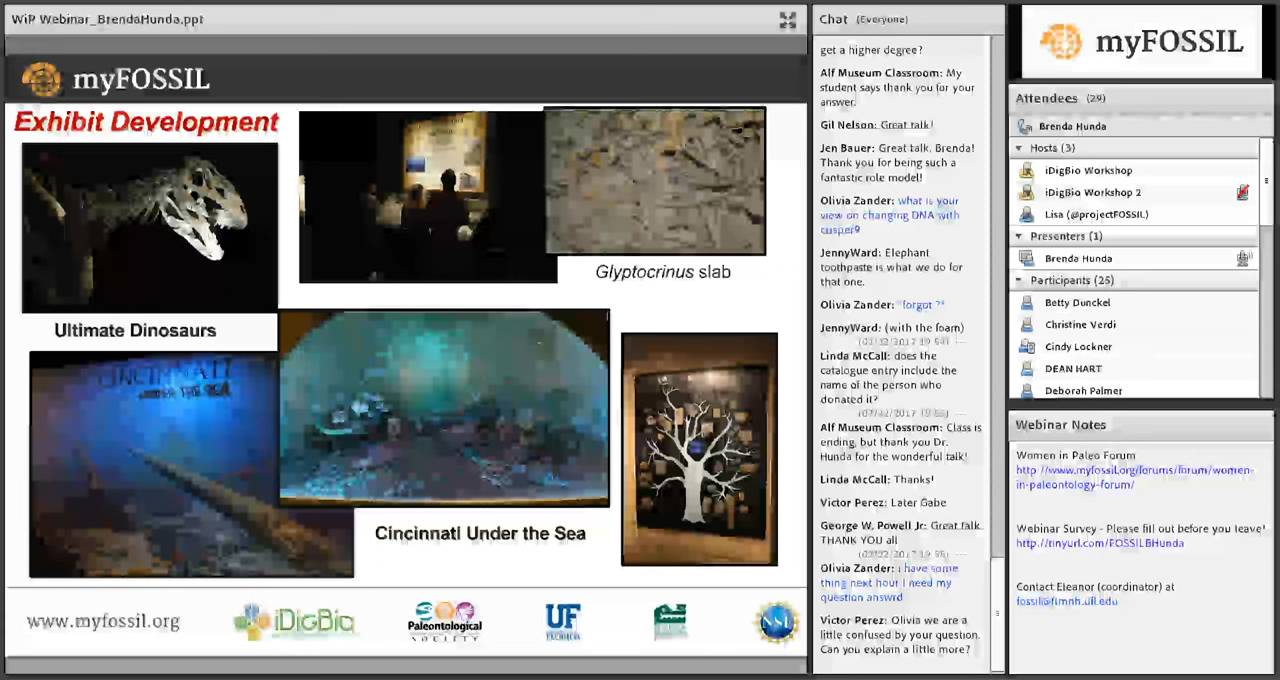 WiP Webinar_BrendaHunda.ppt
myFOSSIL
Exhibit Development
Glyptocrinus slab
Ultimate Dinosaurs
CINCINNATI
UNDER THE SEA
Cincinnati Under the Sea
www.myfossil.org
iDigBio
Paleontological
SOCIETY
UF
FLORIDA
NSF
Chat (Everyone)
get a higher degree?
Alf Museum Classroom: My
student says thank you for your
answer.
Gil Nelson: Great talk!
Jen Bauer: Great talk, Brenda!
Thank you for being such a
fantastic role model!
Olivia Zander: what is your
view on changing DNA with
cusper9
JennyWard: Elephant
toothpaste is what we do for
that one.
Olivia Zander: "forgot ?"
JennyWard: (with the foam)
Linda McCall: does the
catalogue entry include the
name of the person who
donated it?
Alf Museum Classroom: Class is
ending, but thank you Dr.
Hunda for the wonderful talk!
Linda McCall: Thanks!
Victor Perez: Later Gabe
George W, Powell Jr: Great talk
THANK YOU all
Olivia Zander: i have some
thing next hour I need my
question answrd
Victor Perez: Olivia we are a
little confused by your question.
Can you explain a little more?
myFOSSIL
Attendees (29)
Brenda Hunda
Hosts (3)
iDigBio Workshop
iDigBio Workshop 2
Lisa (@projectFOSSIL)
Presenters (1)
Brenda Hunda
Participants (25)
Betty Dunckel
Christine Verdi
Cindy Lockner
DEAN HART
Deborah Palmer
Webinar Notes
Women in Paleo Forum
http://www.myfossil.org/forums/forum/women-
in-paleontology-forum/
Webinar Survey - Please fill out before you leave!
http://tinyurl.com/FOSSILBHunda
Contact Eleanor (coordinator) at
fossil@flmnh.ufl.edu